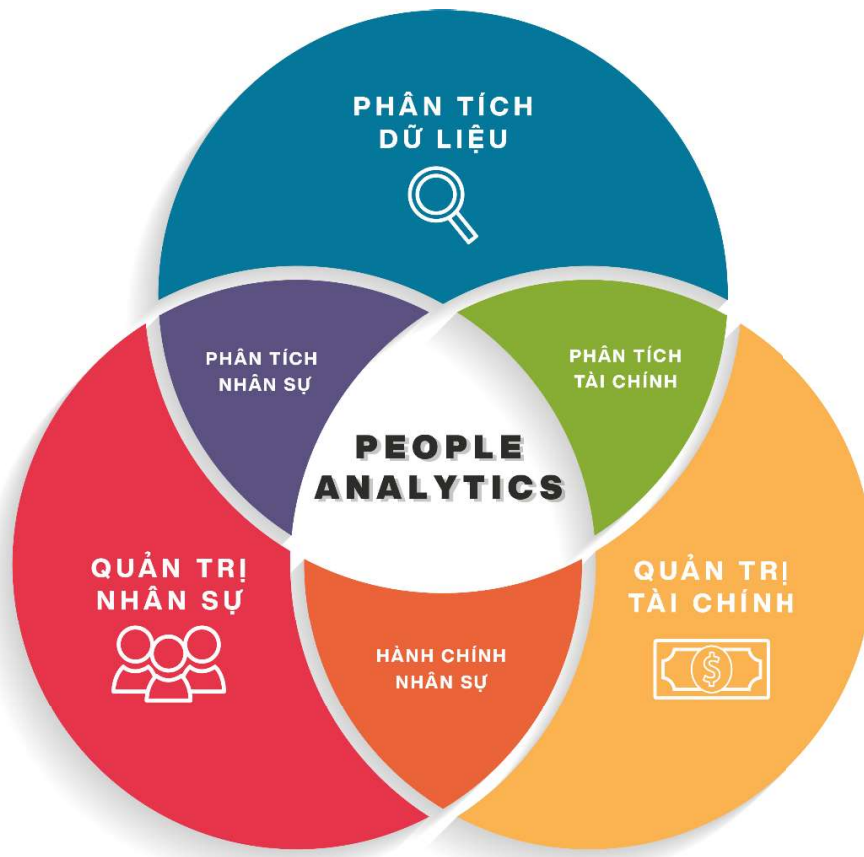 PHÂN TÍCH
DỮ LIỆU
PHÂN TÍCH
NHÂN SỰ
PHÂN TÍCH
TÀI CHÍNH
PEOPLE
ANALYTICS
QUẢN TRỊ
NHÂN SỰ
QUẢN TRỊ
TÀI CHÍNH
HÀNH CHÍNH
NHÂN SỰ
$